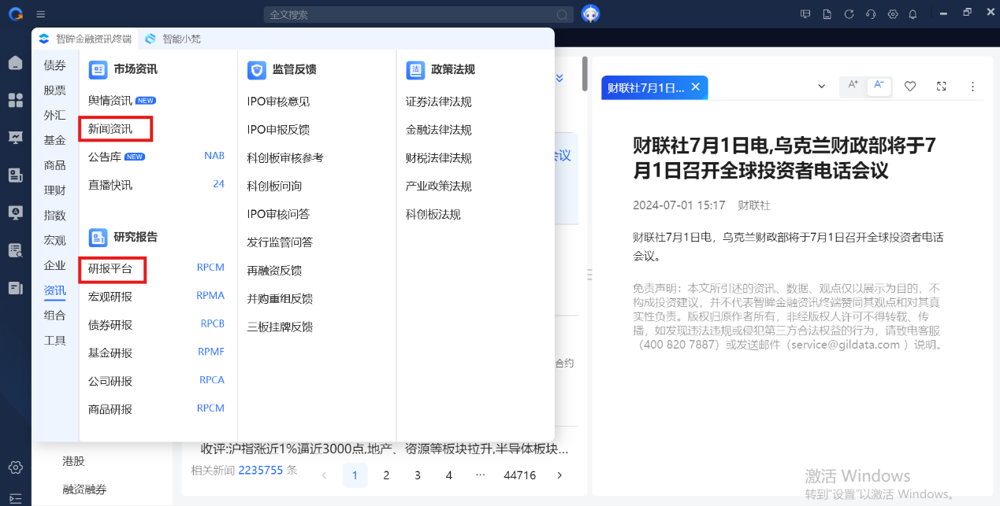 全文搜索
智眸金融资讯终端
智能小梵
债券
股票
外汇
基金
商品
理财
指数
宏观
企业
资讯
组合
工具
市场资讯
舆情资讯 NEW
新闻资讯
公告库 NEW NAB
直播快讯 24
研究报告
研报平台 RPCM
宏观研报 RPMA
债券研报 RPCB
基金研报 RPMF
公司研报 RPCA
商品研报 RPCM
监管反馈
IPO审核意见
IPO申报反馈
科创板审核参考
科创板问询
IPO审核问答
发行监管问答
再融资反馈
并购重组反馈
三板挂牌反馈
政策法规
证券法律法规
金融法律法规
财税法律法规
产业政策法规
科创板法规
会议
合约
港股
融资融券
收评:沪指涨近1%逼近3000点,地产、资源等板块拉升,半导体板块...
相关新闻 2235755 条
1 2 3 4 ... 44716
财联社7月1日...
A+ A-
财联社7月1日电,乌克兰财政部将于7
月1日召开全球投资者电话会议
2024-07-01 15:17 财联社
财联社7月1日电，乌克兰财政部将于7月1日召开全球投资者电话
会议。
免责声明：本文所引述的资讯、数据、观点仅以展示为目的，不
构成投资建议，并不代表智眸金融资讯终端赞同其观点和对其真
实性负责。版权归原作者所有，非经版权人许可不得转载、传
播，如发现违法违规或侵犯第三方合法权益的行为，请致电客服
（400 820 7887）或发送邮件（service@gildata.com ）说明。
激活 Windows
转到"设置"以激活 Windows。